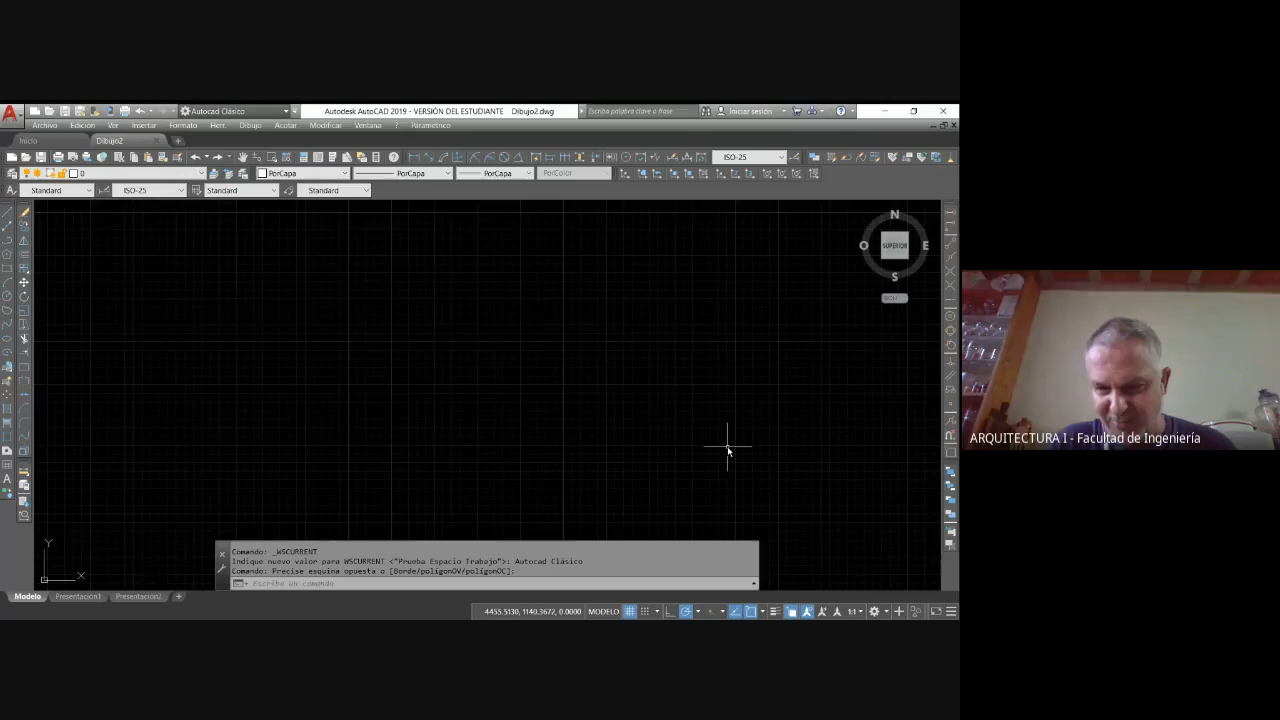 Autocad Clásico
Autodesk AutoCAD 2019 - VERSIÓN DEL ESTUDIANTE Dibujo2.dwg
Escriba palabra clave o frase
Iniciar sesión
Archivo Edición Ver Insertar Formato Herr. Dibujo Acotar Modificar Ventana ? Paramétrico
Inicio Dibujo2
ISO-25
0 PorCapa PorCapa PorCapa PorColor
Standard ISO-25 Standard Standard
N
O SUPERIOR E
S
Y
X
Comando: _WSCURRENT
Indique nuevo valor para WSCURRENT <"Prueba Espacio Trabajo">: Autocad Clásico
Comando: Precise esquina opuesta o [Borde/polígonOV/polígonOC]:
Escriba un comando
Modelo Presentación1 Presentación2
4455.5130, 1140.3672, 0.0000 MODELO 1:1
ARQUITECTURA I - Facultad de Ingeniería